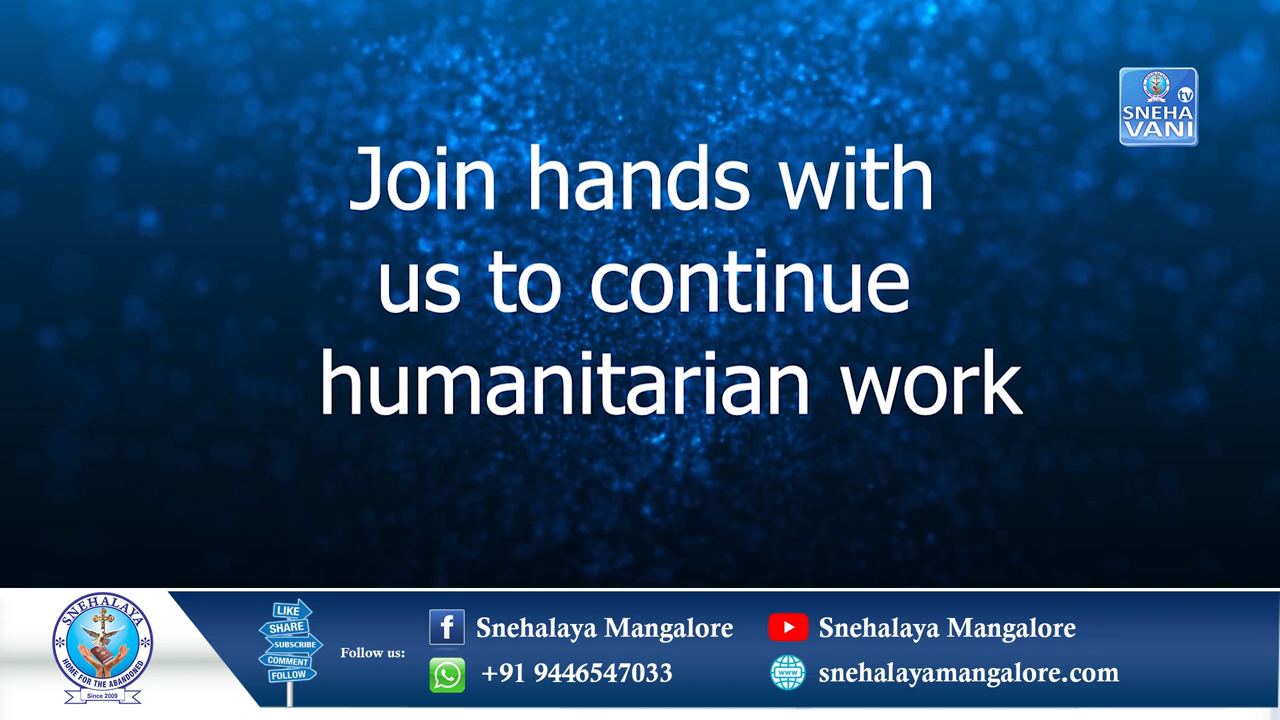 tv
SNEHA
VANI
Join hands with
us to continue
humanitarian work
SNEHALAYA
HOME FOR THE ABANDONED
Since 2009
LIKE
SHARE
SUBSCRIBE
COMMENT
FOLLOW
Follow us:
f Snehalaya Mangalore
Snehalaya Mangalore
+91 9446547033
www snehalayamangalore.com